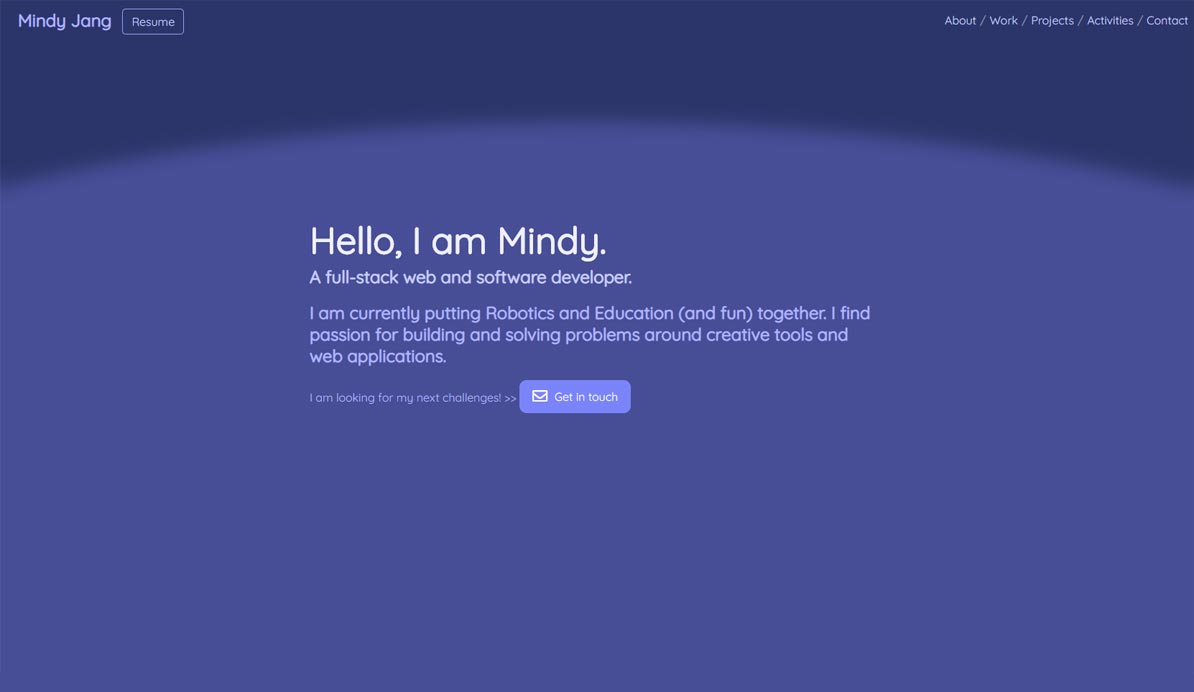 Mindy Jang Resume About / Work / Projects / Activities / Contact
Hello, I am Mindy.
A full-stack web and software developer.
I am currently putting Robotics and Education (and fun) together. I find
passion for building and solving problems around creative tools and
web applications.
I am looking for my next challenges! >> Get in touch